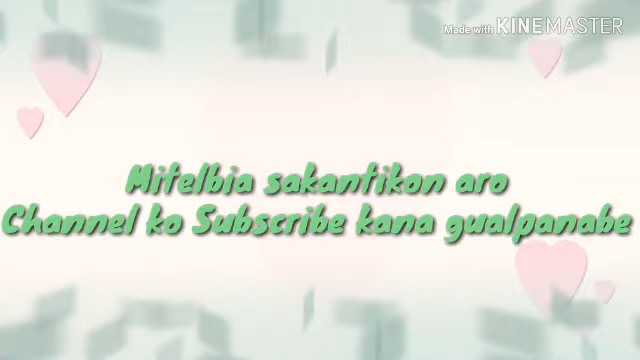 Made with KINEMASTER
Mitelbia sakantikon aro
Channel ko Subscribe kana gualpanabe